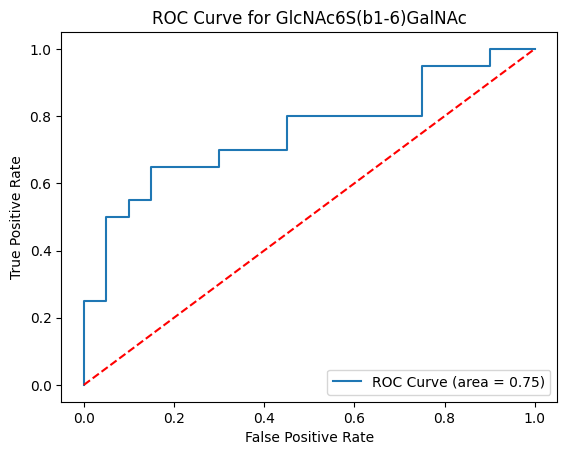 ROC Curve for GlcNAc6S(b1-6)GalNAc
True Positive Rate
1.0
0.8
0.6
0.4
0.2
0.0
ROC Curve (area = 0.75)
0.0 0.2 0.4 0.6 0.8 1.0
False Positive Rate